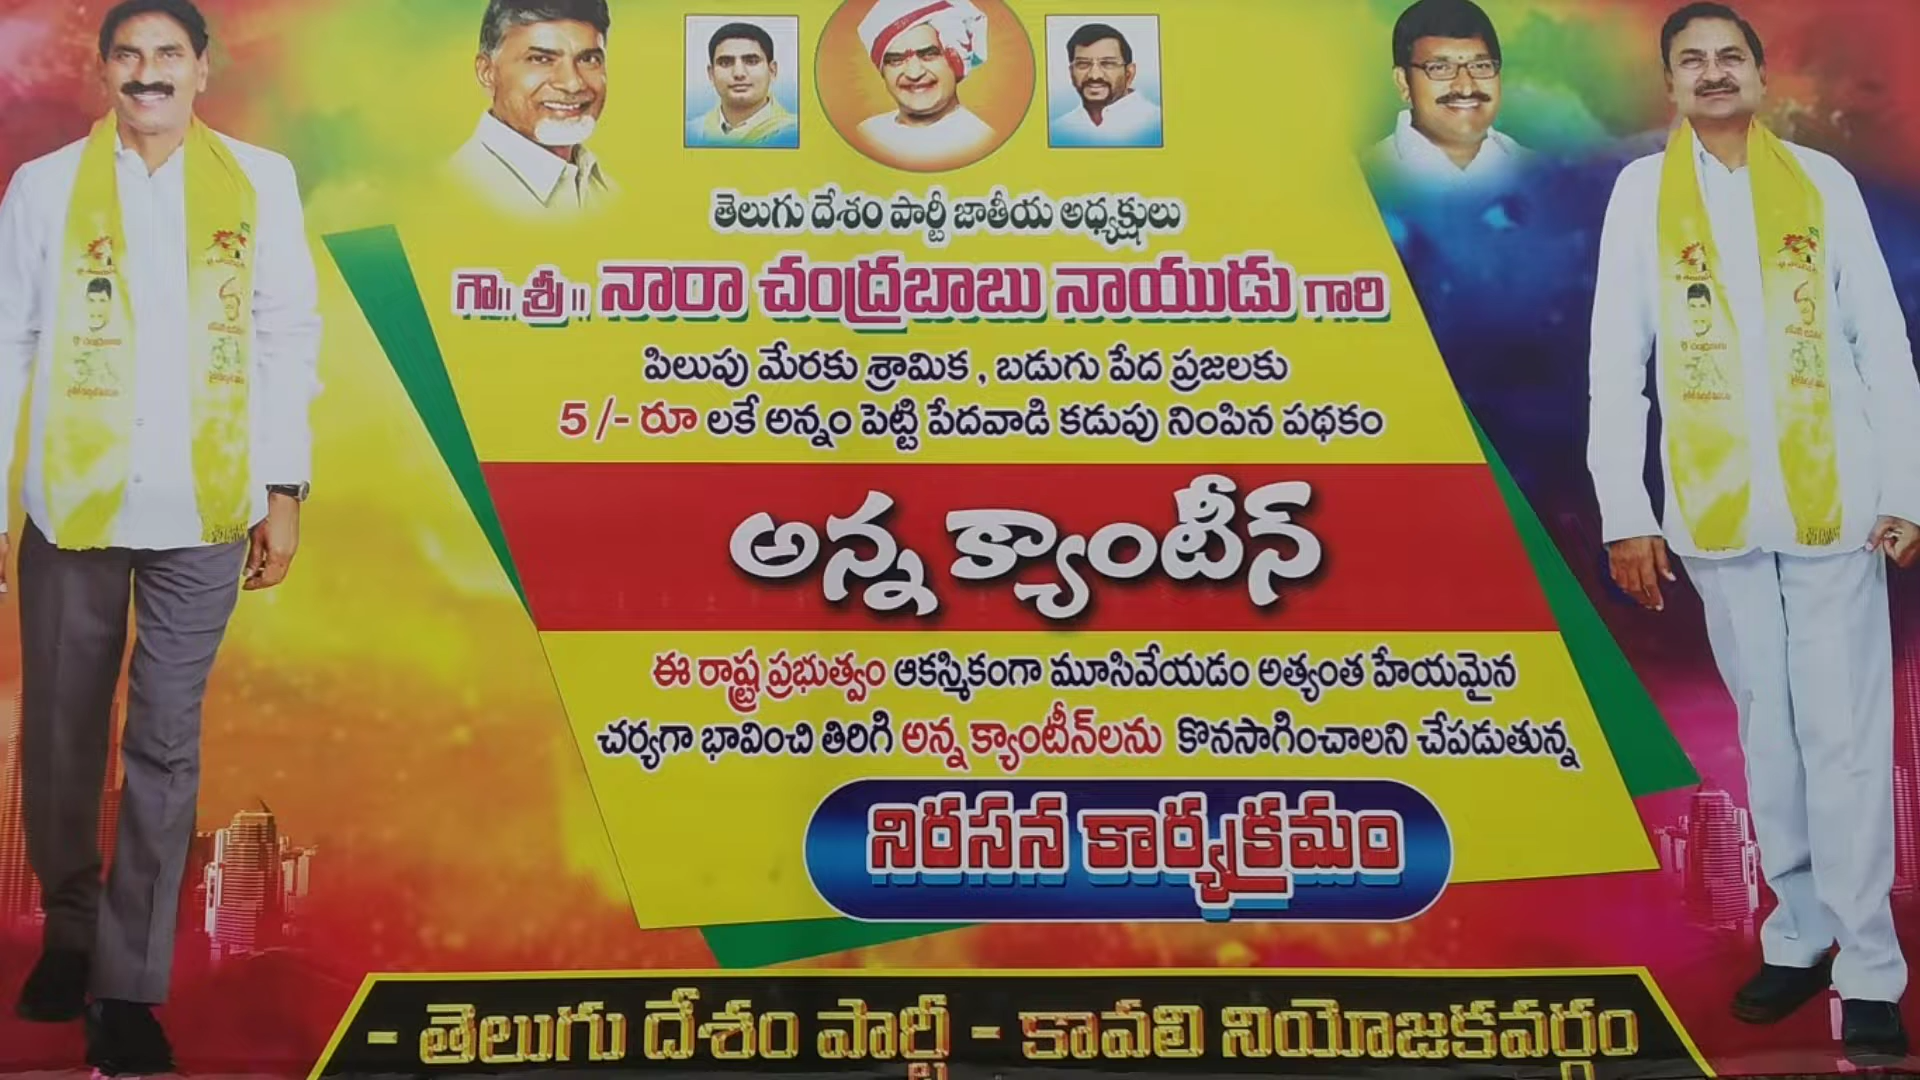 తెలుగు దేశం పార్టీ జాతీయ అధ్యక్షులు
గౌ|| శ్రీ|| నారా చంద్రబాబు నాయుడు గారి
పిలుపు మేరకు శ్రామిక , బడుగు పేద ప్రజలకు
5 /- రూ లకే అన్నం పెట్టి పేదవాడి కడుపు నింపిన పథకం
అన్న క్యాంటీన్
ఈ రాష్ట్ర ప్రభుత్వం ఆకస్మికంగా మూసివేయడం అత్యంత హేయమైన
చర్యగా భావించి తిరిగి అన్న క్యాంటీన్‌లను కొనసాగించాలని చేపడుతున్న
నిరసన కార్యక్రమం
- తెలుగు దేశం పార్టీ - కావలి నియోజకవర్గం